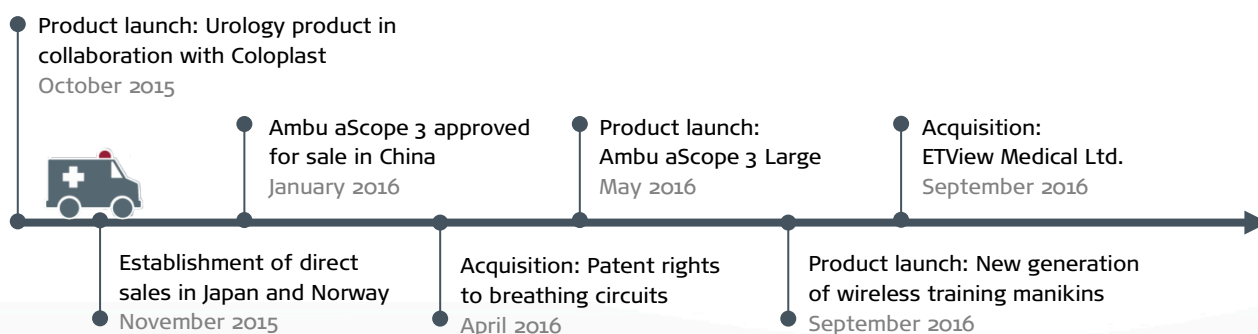 Product launch: Urology product in
collaboration with Coloplast
October 2015
Establishment of direct
sales in Japan and Norway
November 2015
Ambu aScope 3 approved
for sale in China
January 2016
Acquisition: Patent rights
to breathing circuits
April 2016
Product launch:
Ambu aScope 3 Large
May 2016
Product launch: New generation
of wireless training manikins
September 2016
Acquisition:
ETView Medical Ltd.
September 2016